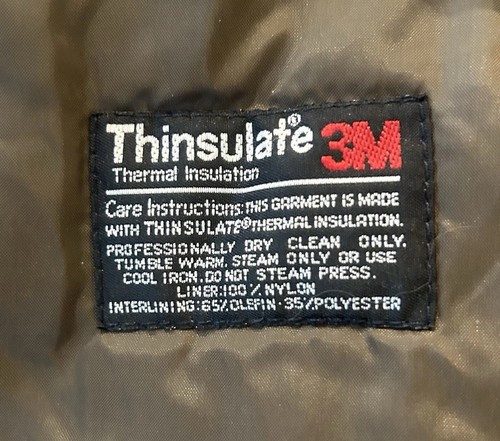 Thinsulate® 3M
Thermal Insulation
Care Instructions: THIS GARMENT IS MADE
WITH THINSULATE® THERMAL INSULATION.
PROFESSIONALLY DRY CLEAN ONLY.
TUMBLE WARM. STEAM ONLY OR USE
COOL IRON. DO NOT STEAM PRESS.
LINER: 100% NYLON
INTERLINING: 65% OLEFIN · 35% POLYESTER